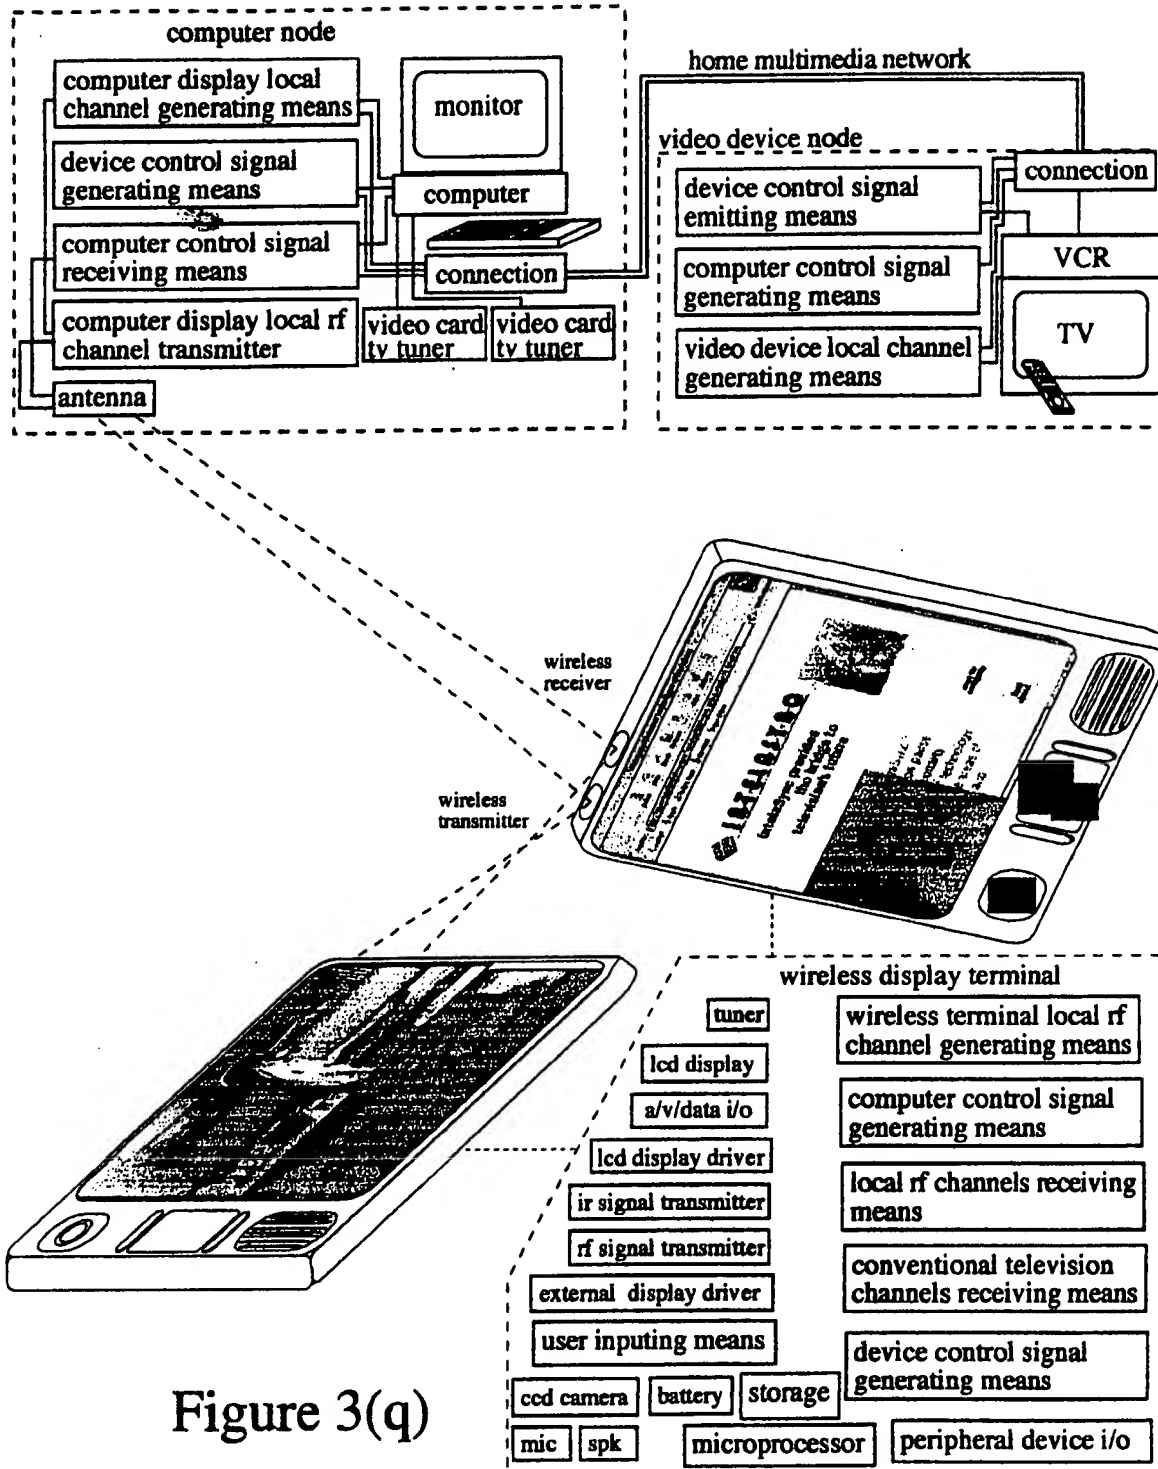 computer node
computer display local
channel generating means
device control signal
generating means
computer control signal
receiving means
computer display local rf
channel transmitter
antenna
monitor
computer
connection
video card
tv tuner
video card
tv tuner
home multimedia network
video device node
device control signal
emitting means
computer control signal
generating means
video device local channel
generating means
connection
VCR
TV
wireless
receiver
wireless
transmitter
provides
the bridge to
television's future
wireless display terminal
tuner
lcd display
a/v/data i/o
lcd display driver
ir signal transmitter
rf signal transmitter
external display driver
user inputing means
ccd camera
battery
storage
mic
spk
microprocessor
wireless terminal local rf
channel generating means
computer control signal
generating means
local rf channels receiving
means
conventional television
channels receiving means
device control signal
generating means
peripheral device i/o
Figure 3(q)